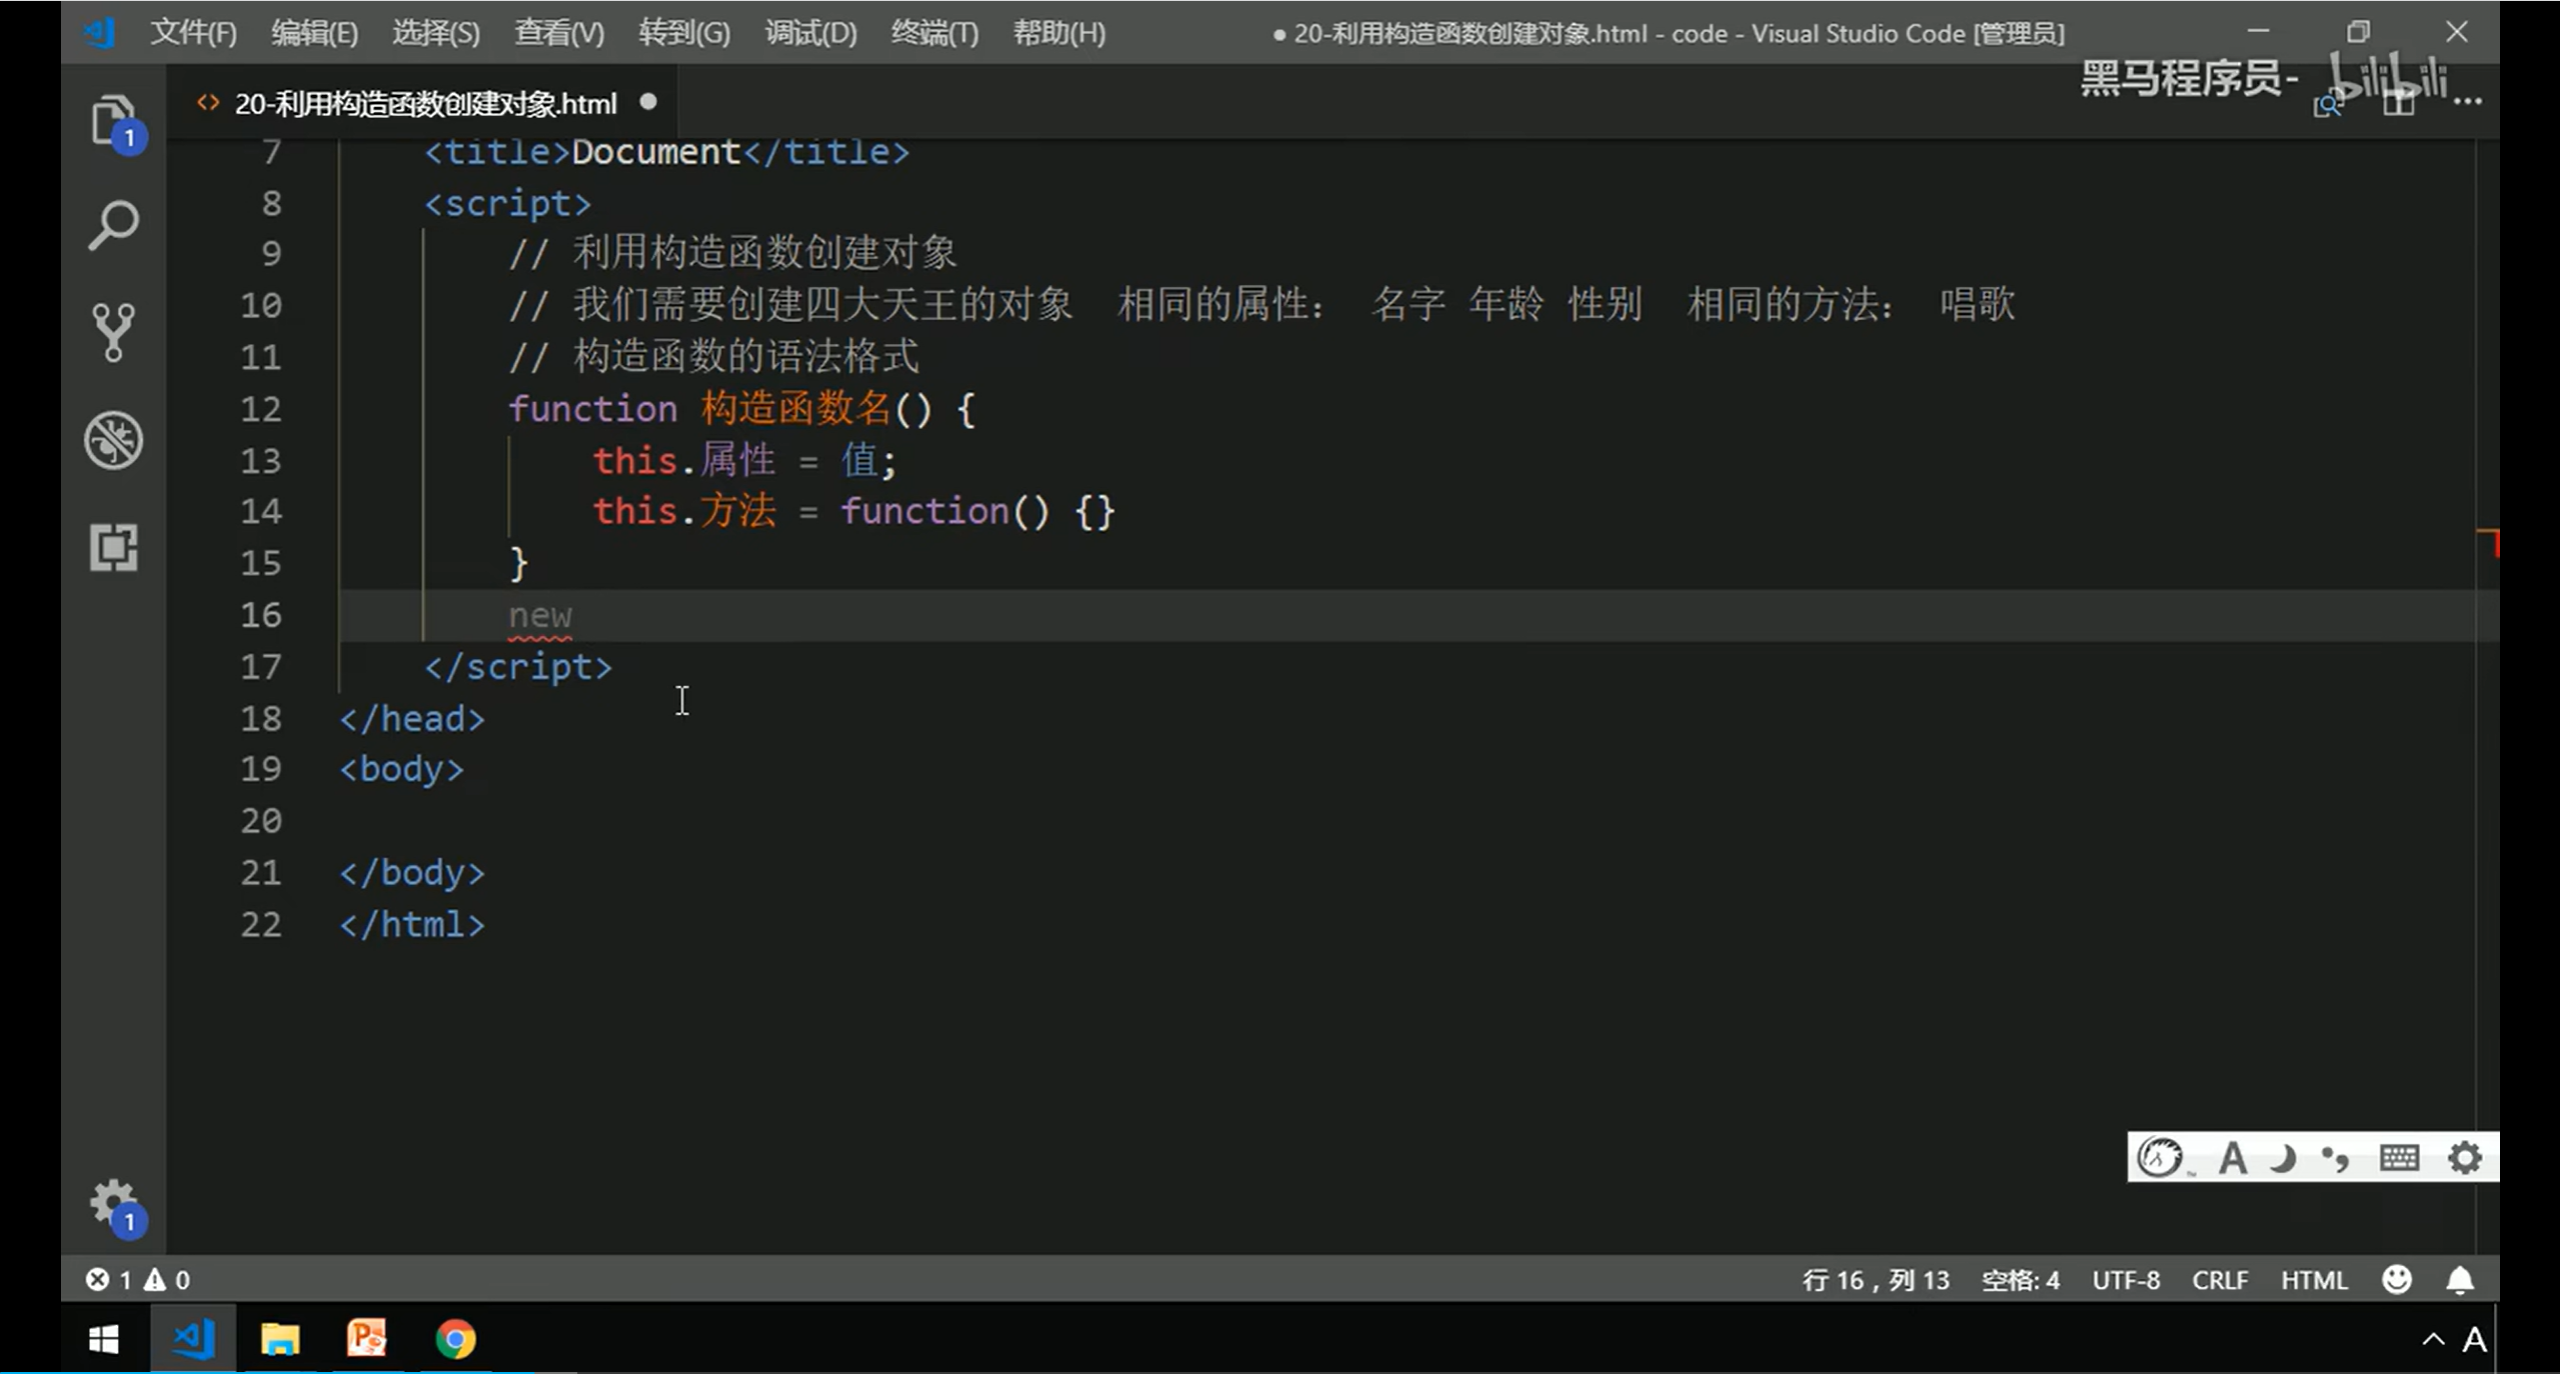 文件(F) 编辑(E) 选择(S) 查看(V) 转到(G) 调试(D) 终端(T) 帮助(H) ● 20-利用构造函数创建对象.html - code - Visual Studio Code [管理员]
黑马程序员- bilibili
<> 20-利用构造函数创建对象.html ●
1
7 <title>Document</title>
8 <script>
9 // 利用构造函数创建对象
10 // 我们需要创建四大天王的对象 相同的属性： 名字 年龄 性别 相同的方法： 唱歌
11 // 构造函数的语法格式
12 function 构造函数名() {
13 this.属性 = 值;
14 this.方法 = function() {}
15 }
16 new
17 </script>
18 </head>
19 <body>
20
21 </body>
22 </html>
A
1
1 0 行 16，列 13 空格: 4 UTF-8 CRLF HTML
A